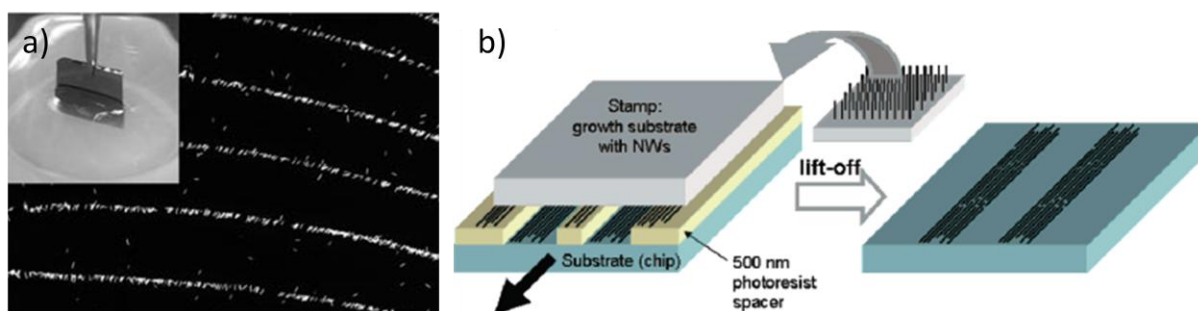 a)
b)
Stamp:
growth substrate
with NWs
lift-off
Substrate (chip)
500 nm
photoresist
spacer